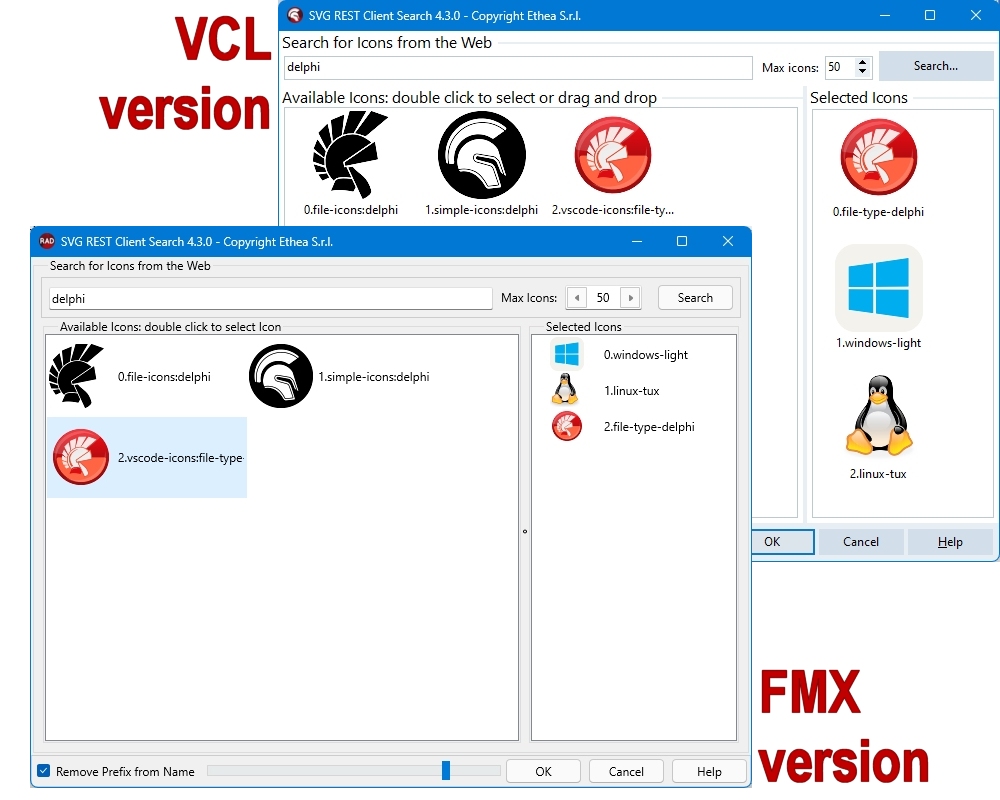 VCL
version
SVG REST Client Search 4.3.0 - Copyright Ethea S.r.l.
Search for Icons from the Web
delphi
Max icons:
50
Search...
Available Icons: double click to select or drag and drop
Selected Icons
0.file-icons:delphi
1.simple-icons:delphi
2.vscode-icons:file-ty...
0.file-type-delphi
1.windows-light
2.linux-tux
OK
Cancel
Help
RAD
SVG REST Client Search 4.3.0 - Copyright Ethea S.r.l.
Search for Icons from the Web
delphi
Max Icons:
50
Search
Available Icons: double click to select Icon
Selected Icons
0.file-icons:delphi
1.simple-icons:delphi
2.vscode-icons:file-type-
0.windows-light
1.linux-tux
2.file-type-delphi
Remove Prefix from Name
OK
Cancel
Help
FMX
version